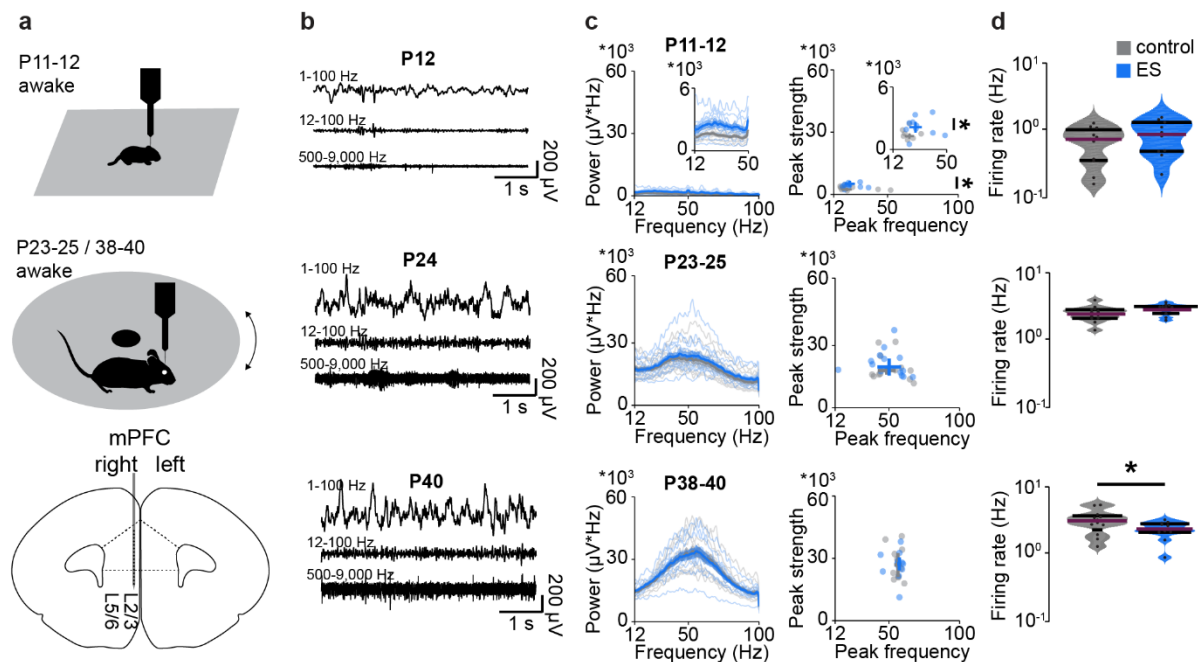 a
P11-12
awake
P23-25 / 38-40
awake
mPFC
right left
L5/6
L2/3
b
P12
1-100 Hz
12-100 Hz
500-9,000 Hz
200 µV
1 s
P24
1-100 Hz
12-100 Hz
500-9,000 Hz
200 µV
1 s
P40
1-100 Hz
12-100 Hz
500-9,000 Hz
200 µV
1 s
c
P11-12
*10³
60
30
0
Power (µV*Hz)
12 50 100
Frequency (Hz)
*10³
6
0
12 50
*10³
60
30
0
Peak strength
12 50 100
Peak frequency
*10³
6
0
12 50
*
*
P23-25
*10³
60
30
0
Power (µV*Hz)
12 50 100
Frequency (Hz)
*10³
60
30
0
Peak strength
12 50 100
Peak frequency
P38-40
*10³
60
30
0
Power (µV*Hz)
12 50 100
Frequency (Hz)
*10³
60
30
0
Peak strength
12 50 100
Peak frequency
d
control
ES
Firing rate (Hz)
10¹
10⁰
10-¹
Firing rate (Hz)
10¹
10⁰
10-¹
Firing rate (Hz)
10¹
10⁰
10-¹
*